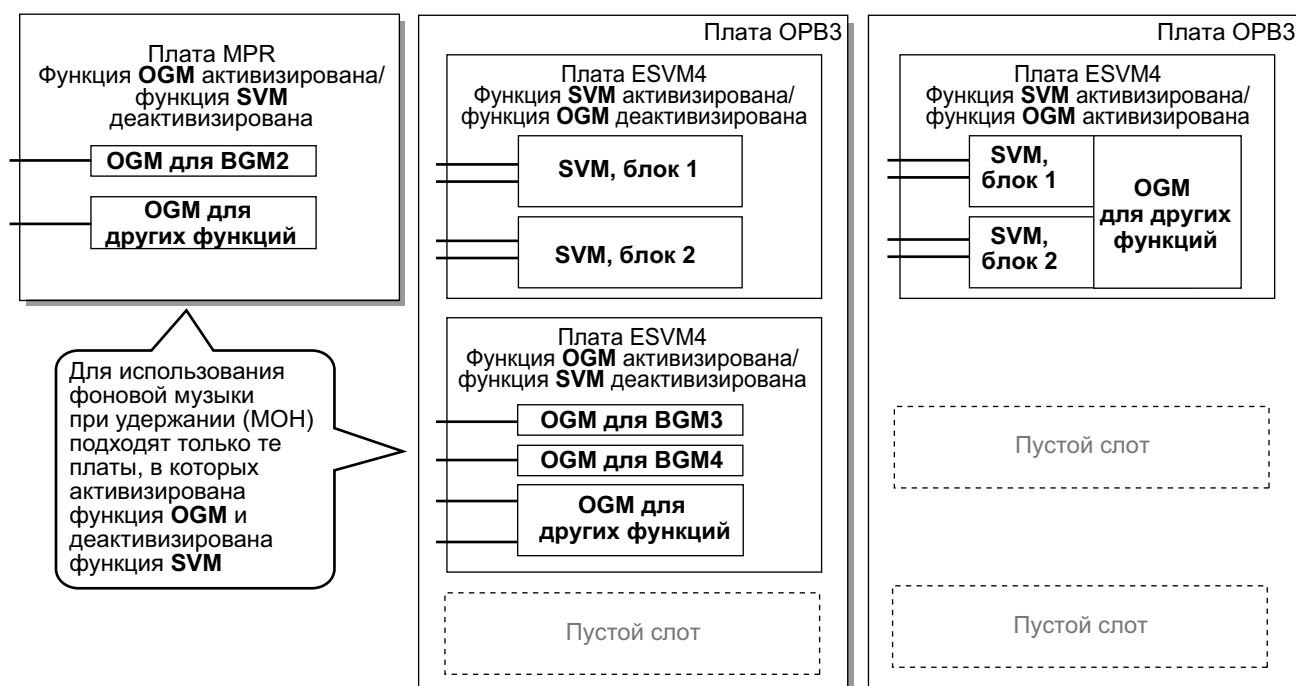 Плата MPR
Функция OGM активизирована/
функция SVM
деактивизирована
OGM для BGM2
OGM для
других функций
Для использования
фоновой музыки
при удержании (MOH)
подходят только те
платы, в которых
активизирована
функция OGM и
деактивизирована
функция SVM
Плата OPB3
Плата ESVM4
Функция SVM активизирована/
функция OGM деактивизирована
SVM, блок 1
SVM, блок 2
Плата ESVM4
Функция OGM активизирована/
функция SVM деактивизирована
OGM для BGM3
OGM для BGM4
OGM для
других функций
Пустой слот
Плата OPB3
Плата ESVM4
Функция SVM активизирована/
функция OGM активизирована
SVM,
блок 1
SVM,
блок 2
OGM
для других
функций
Пустой слот
Пустой слот